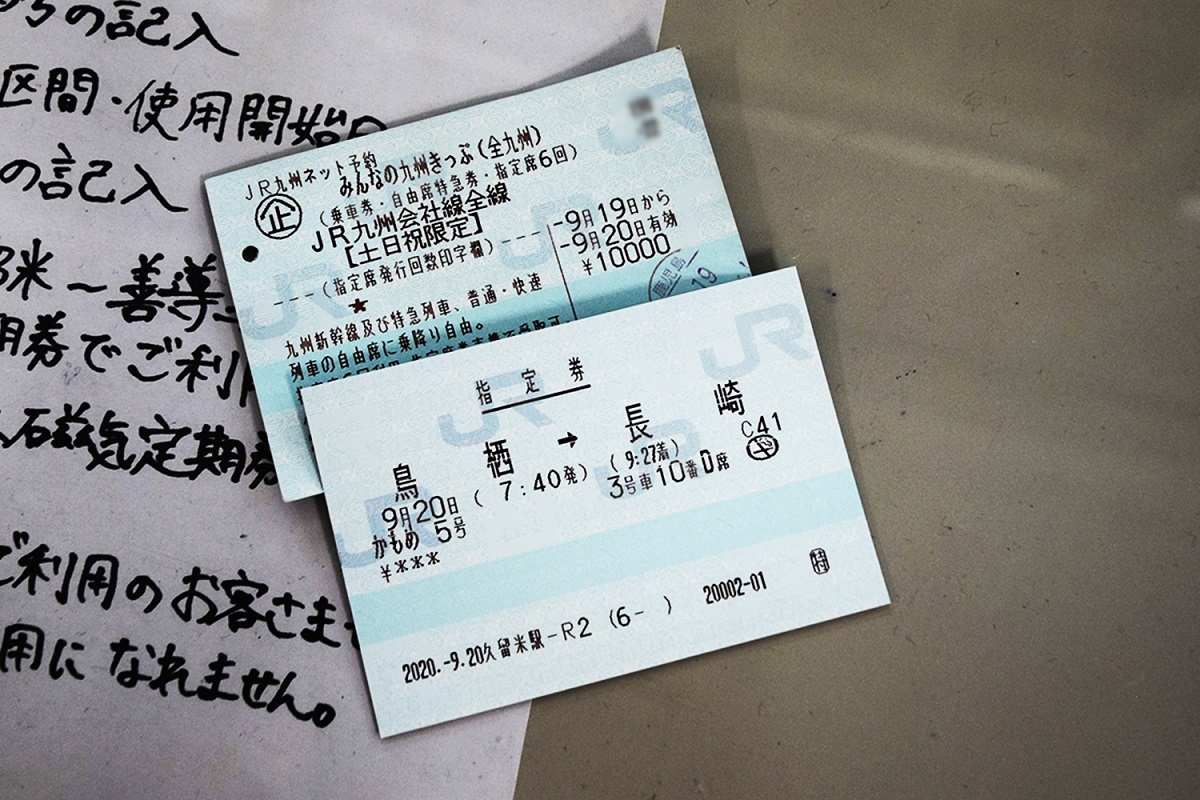 の記入
区間・使用開始日
の記入
米〜善導
期券でご利用
磁気定期券
ご利用のお客さま
用になれません。
JR九州ネット予約
みんなの九州きっぷ(全九州)
企
(乗車券・自由席特急券・指定席6回)
JR九州会社線全線
【土日祝限定】
----(指定席発行回数印字欄)----
-9月19日から
-9月20日有効
¥10000
鹿児島
19
★
九州新幹線及び特急列車、普通・快速
列車の自由席に乗降り自由。
指定券
鳥栖 → 長崎
(7:40発) (9:27着) C41
9月20日 3号車10番D席
かもめ 5号
¥***
特
2020.-9.20久留米駅-R2 (6- ) 20002-01